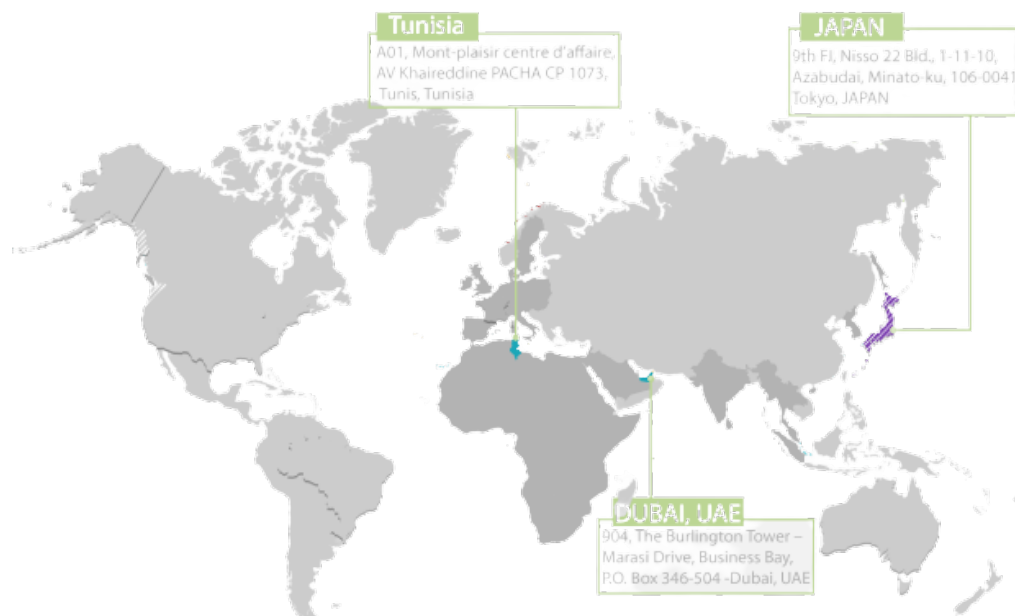 Tunisia
A01, Mont-plaisir centre d'affaire,
AV Khaireddine PACHA CP 1073,
Tunis, Tunisia
JAPAN
9th Fl, Nisso 22 Bld., 1-11-10,
Azabudai, Minato-ku, 106-0041
Tokyo, JAPAN
DUBAI, UAE
904, The Burlington Tower –
Marasi Drive, Business Bay,
P.O. Box 346-504 -Dubai, UAE